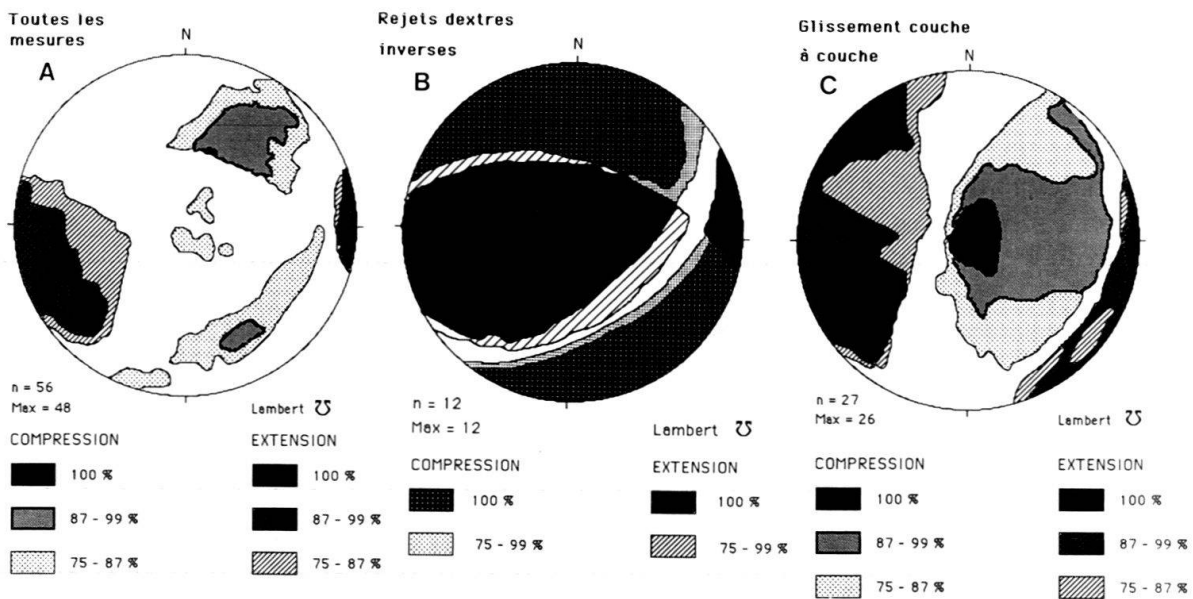 Toutes les
mesures
A
N
n = 56
Max = 48
Lambert
COMPRESSION
EXTENSION
100 %
100 %
87 - 99 %
87 - 99 %
75 - 87 %
75 - 87 %
Rejets dextres
inverses
B
N
n = 12
Max = 12
Lambert
COMPRESSION
EXTENSION
100 %
100 %
75 - 99 %
75 - 99 %
Glissement couche
à couche
C
N
n = 27
Max = 26
Lambert
COMPRESSION
EXTENSION
100 %
100 %
87 - 99 %
87 - 99 %
75 - 87 %
75 - 87 %